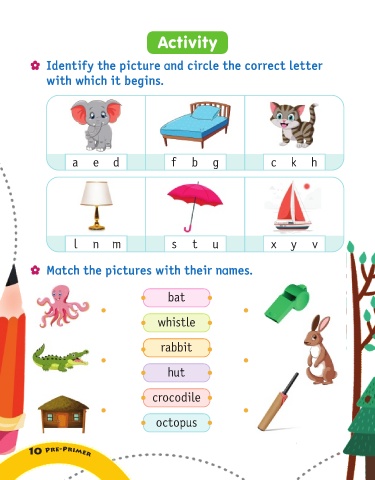 Activity
Identify the picture and circle the correct letter
with which it begins.
a e d
f b g
c k h
l n m
s t u
x y v
Match the pictures with their names.
bat
whistle
rabbit
hut
crocodile
octopus
10 PRE-PRIMER